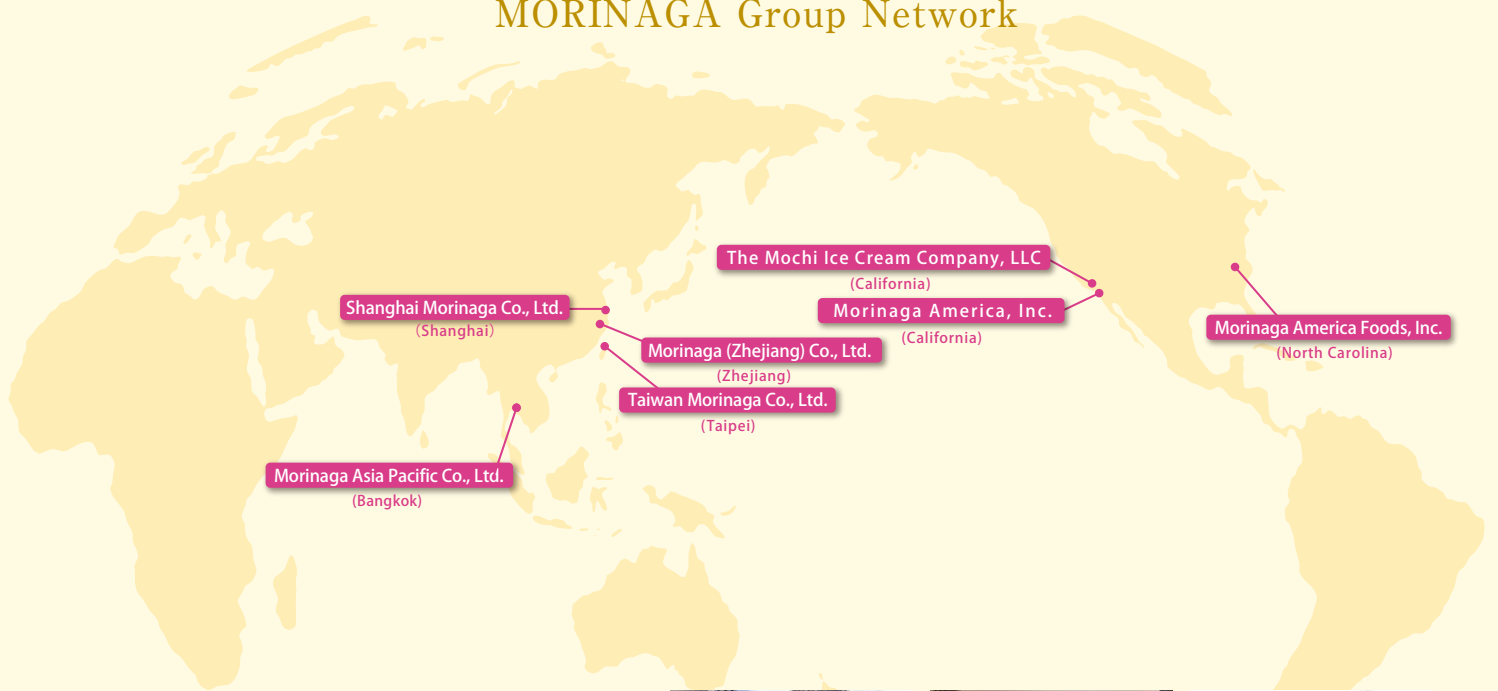 MORINAGA Group Network
The Mochi Ice Cream Company, LLC
(California)
Shanghai Morinaga Co., Ltd.
(Shanghai)
Morinaga America, Inc.
(California)
Morinaga America Foods, Inc.
(North Carolina)
Morinaga (Zhejiang) Co., Ltd.
(Zhejiang)
Taiwan Morinaga Co., Ltd.
(Taipei)
Morinaga Asia Pacific Co., Ltd.
(Bangkok)